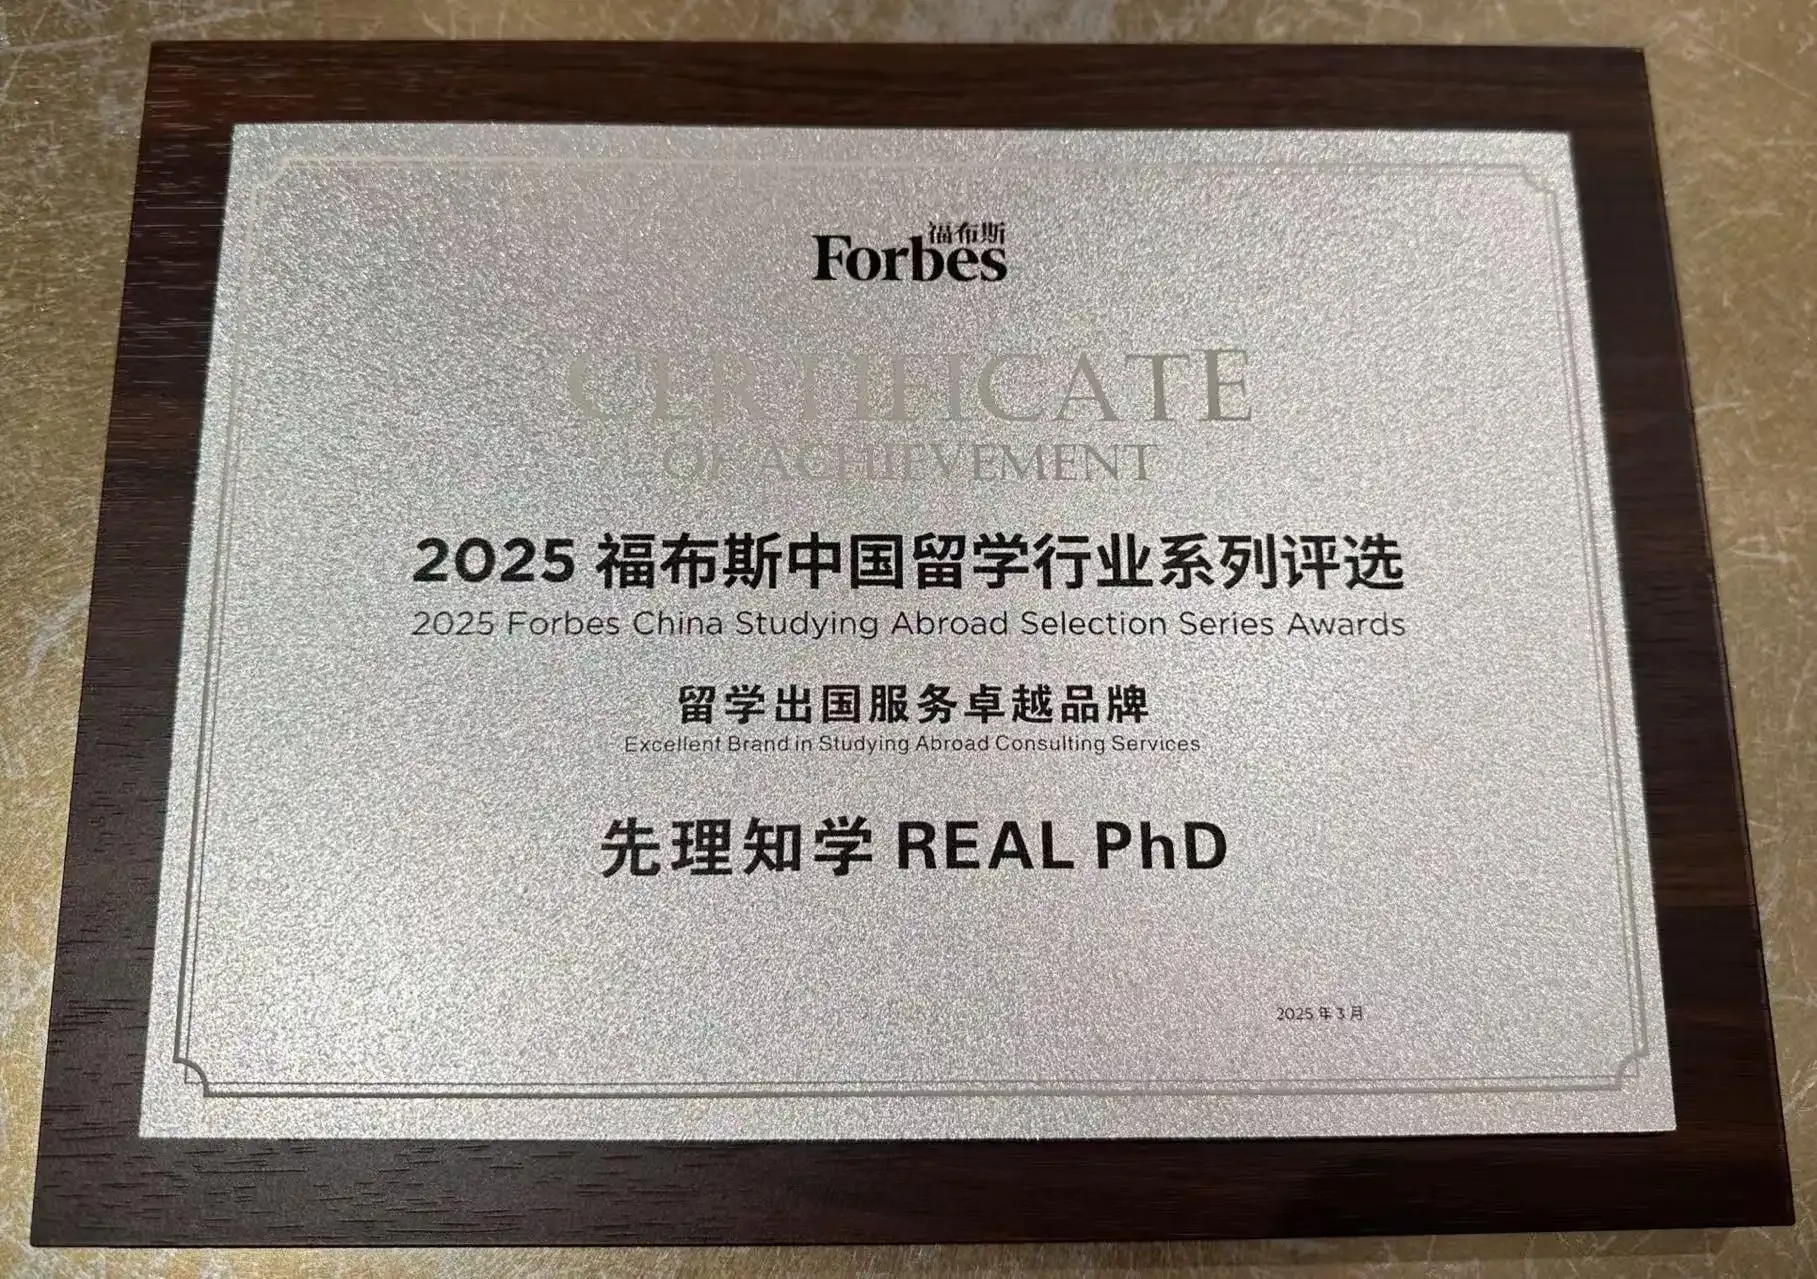 福布斯
Forbes
CERTIFICATE
OF ACHIEVEMENT
2025 福布斯中国留学行业系列评选
2025 Forbes China Studying Abroad Selection Series Awards
留学出国服务卓越品牌
Excellent Brand in Studying Abroad Consulting Services
先理知学 REAL PhD
2025 年 3 月